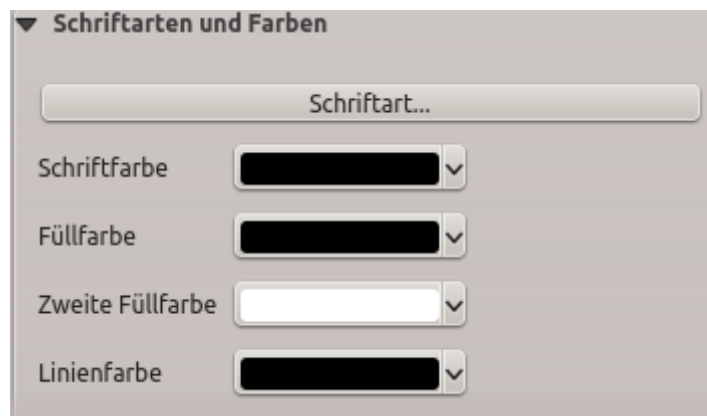 Schriftarten und Farben
Schriftart...
Schriftfarbe
Füllfarbe
Zweite Füllfarbe
Linienfarbe